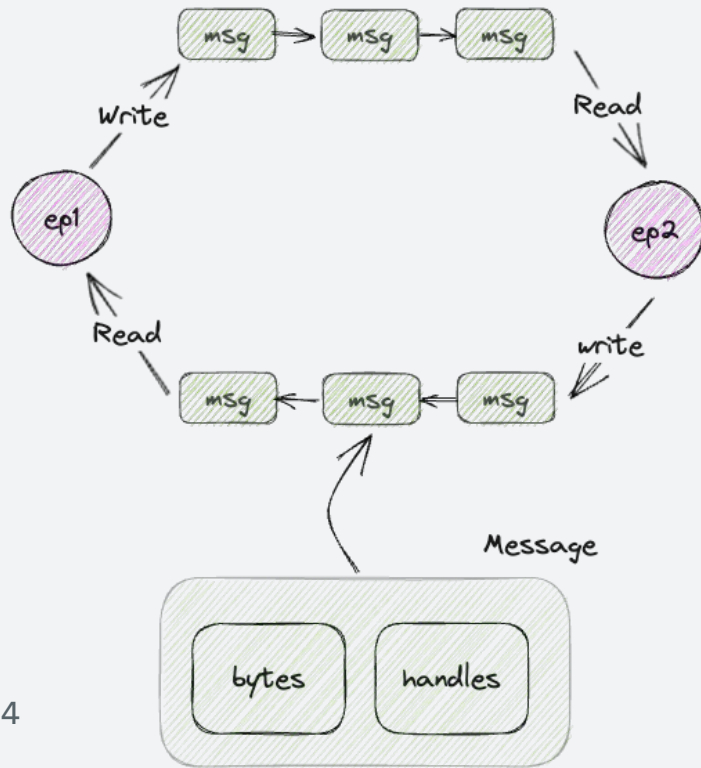 msg msg msg
Write
Read
ep1
ep2
Read
write
msg msg msg
Message
bytes handles
4